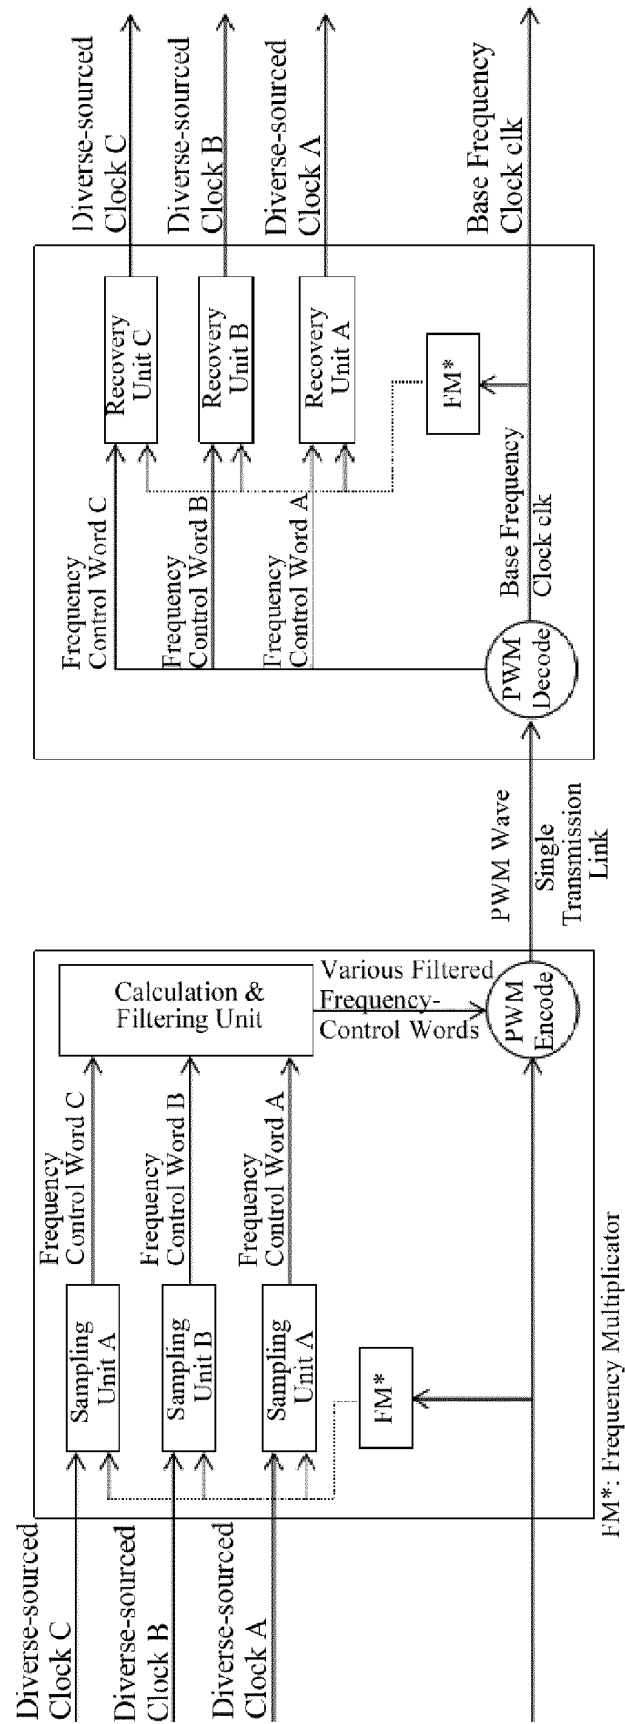 Diverse-sourced
Clock C
Diverse-sourced
Clock B
Diverse-sourced
Clock A
Base Frequency
Clock clk
Recovery
Unit C
Recovery
Unit B
Recovery
Unit A
FM*
Frequency
Control Word C
Frequency
Control Word B
Frequency
Control Word A
Base Frequency
Clock clk
PWM
Decode
PWM Wave
Single
Transmission
Link
Calculation &
Filtering Unit
Various Filtered
Frequency-
Control Words
PWM
Encode
Frequency
Control Word C
Frequency
Control Word B
Frequency
Control Word A
Sampling
Unit A
Sampling
Unit B
Sampling
Unit A
FM*
Diverse-sourced
Clock C
Diverse-sourced
Clock B
Diverse-sourced
Clock A
FM*: Frequency Multiplicator